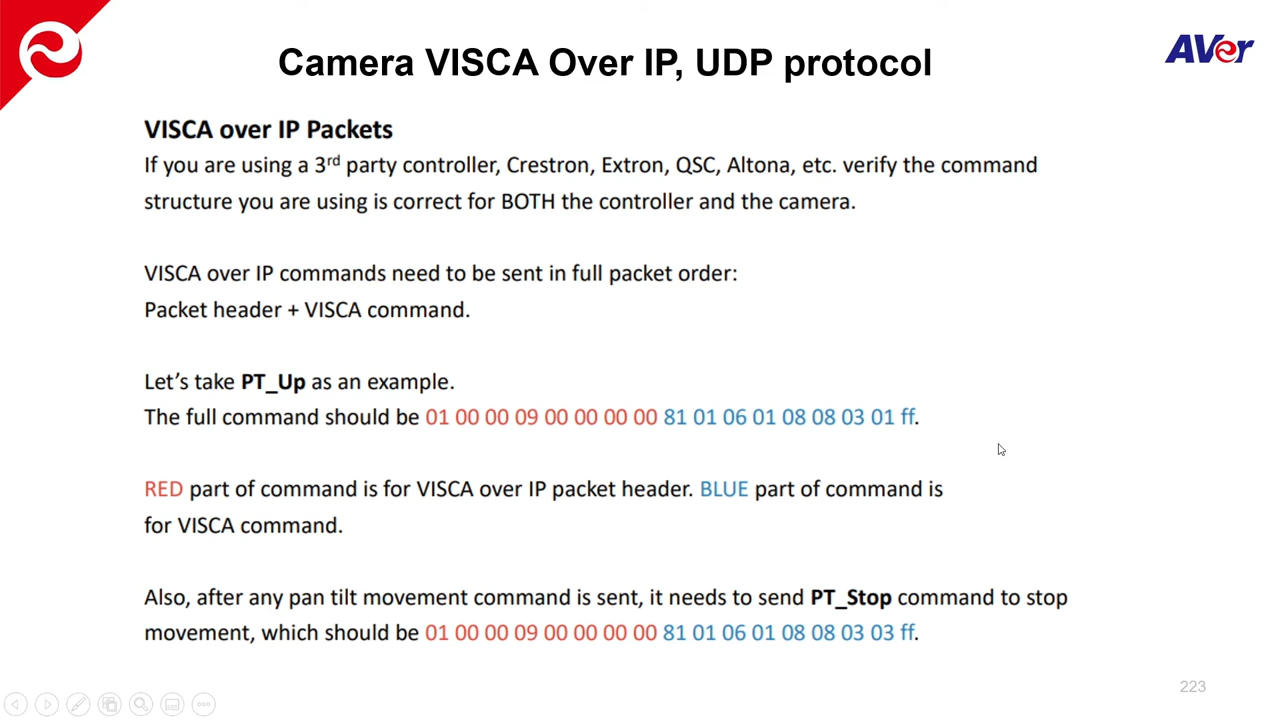 Camera VISCA Over IP, UDP protocol
AVer
VISCA over IP Packets
If you are using a 3rd party controller, Crestron, Extron, QSC, Altona, etc. verify the command
structure you are using is correct for BOTH the controller and the camera.
VISCA over IP commands need to be sent in full packet order:
Packet header + VISCA command.
Let's take PT_Up as an example.
The full command should be 01 00 00 09 00 00 00 00 81 01 06 01 08 08 03 01 ff.
RED part of command is for VISCA over IP packet header. BLUE part of command is
for VISCA command.
Also, after any pan tilt movement command is sent, it needs to send PT_Stop command to stop
movement, which should be 01 00 00 09 00 00 00 00 81 01 06 01 08 08 03 03 ff.
223